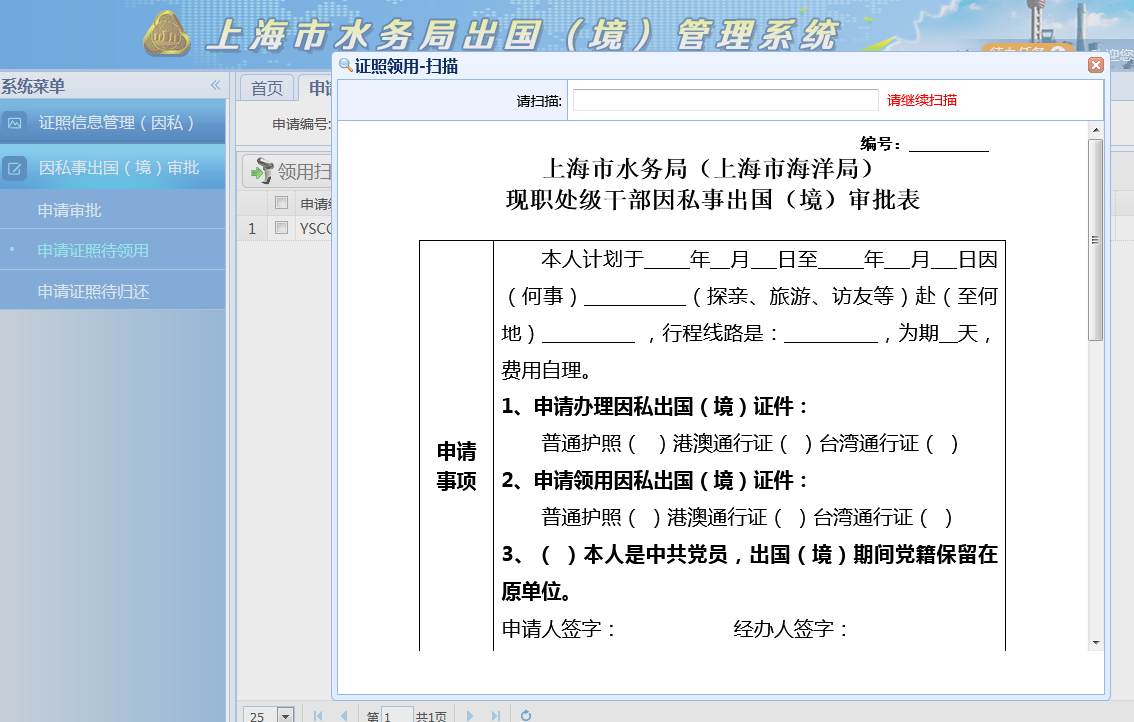 上海市水务局出国（境）管理系统
待办任务
欢迎您
系统菜单
证照信息管理（因私）
因私事出国（境）审批
申请审批
申请证照待领用
申请证照待归还
首页
申请编号:
领用扫
1
YSCC
证照领用-扫描
请扫描:
请继续扫描
编号：________
上海市水务局（上海市海洋局）
现职处级干部因私事出国（境）审批表
申请
事项
本人计划于____年__月__日至____年__月__日因
（何事）__________（探亲、旅游、访友等）赴（至何
地）_________ ，行程线路是：_________，为期__天，
费用自理。
1、申请办理因私出国（境）证件：
普通护照（ ）港澳通行证（ ）台湾通行证（ ）
2、申请领用因私出国（境）证件：
普通护照（ ）港澳通行证（ ）台湾通行证（ ）
3、（ ）本人是中共党员，出国（境）期间党籍保留在
原单位。
申请人签字： 经办人签字：
25 第 1 共1页